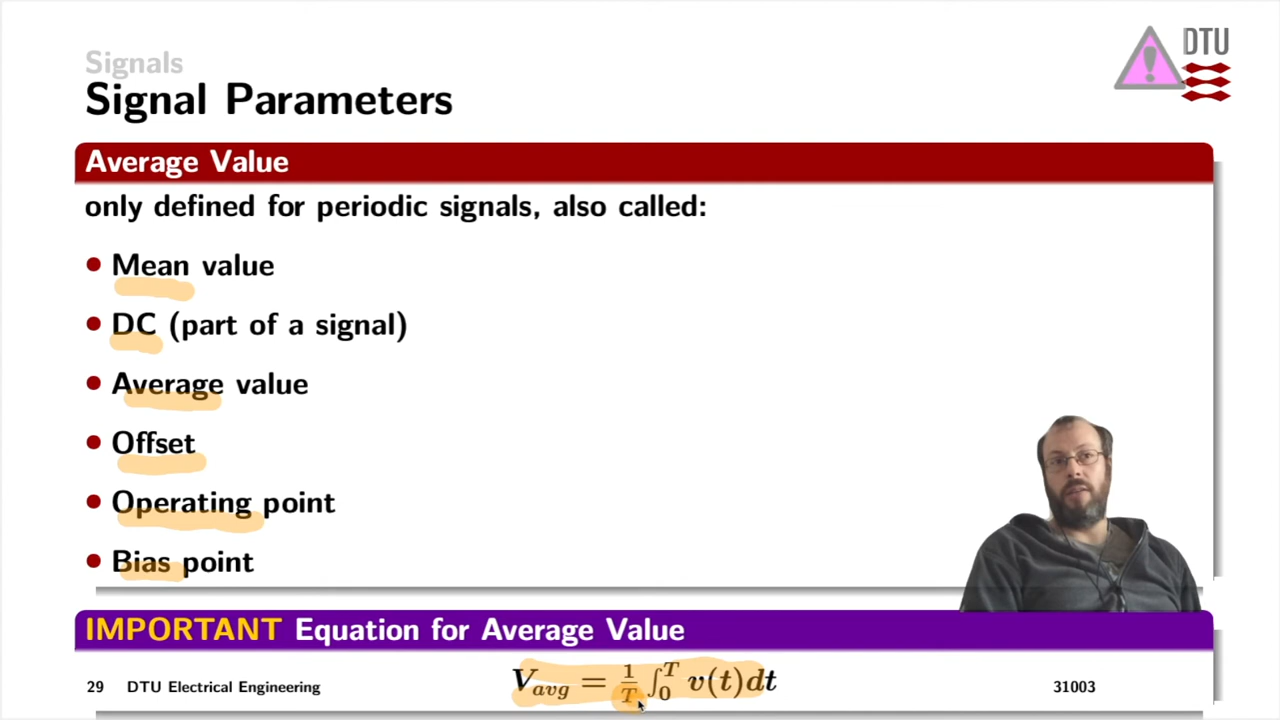 Signals
Signal Parameters
DTU
Average Value
only defined for periodic signals, also called:
• Mean value
• DC (part of a signal)
• Average value
• Offset
• Operating point
• Bias point
IMPORTANT Equation for Average Value
V_avg = 1/T ∫_0^T v(t)dt
29 DTU Electrical Engineering 31003